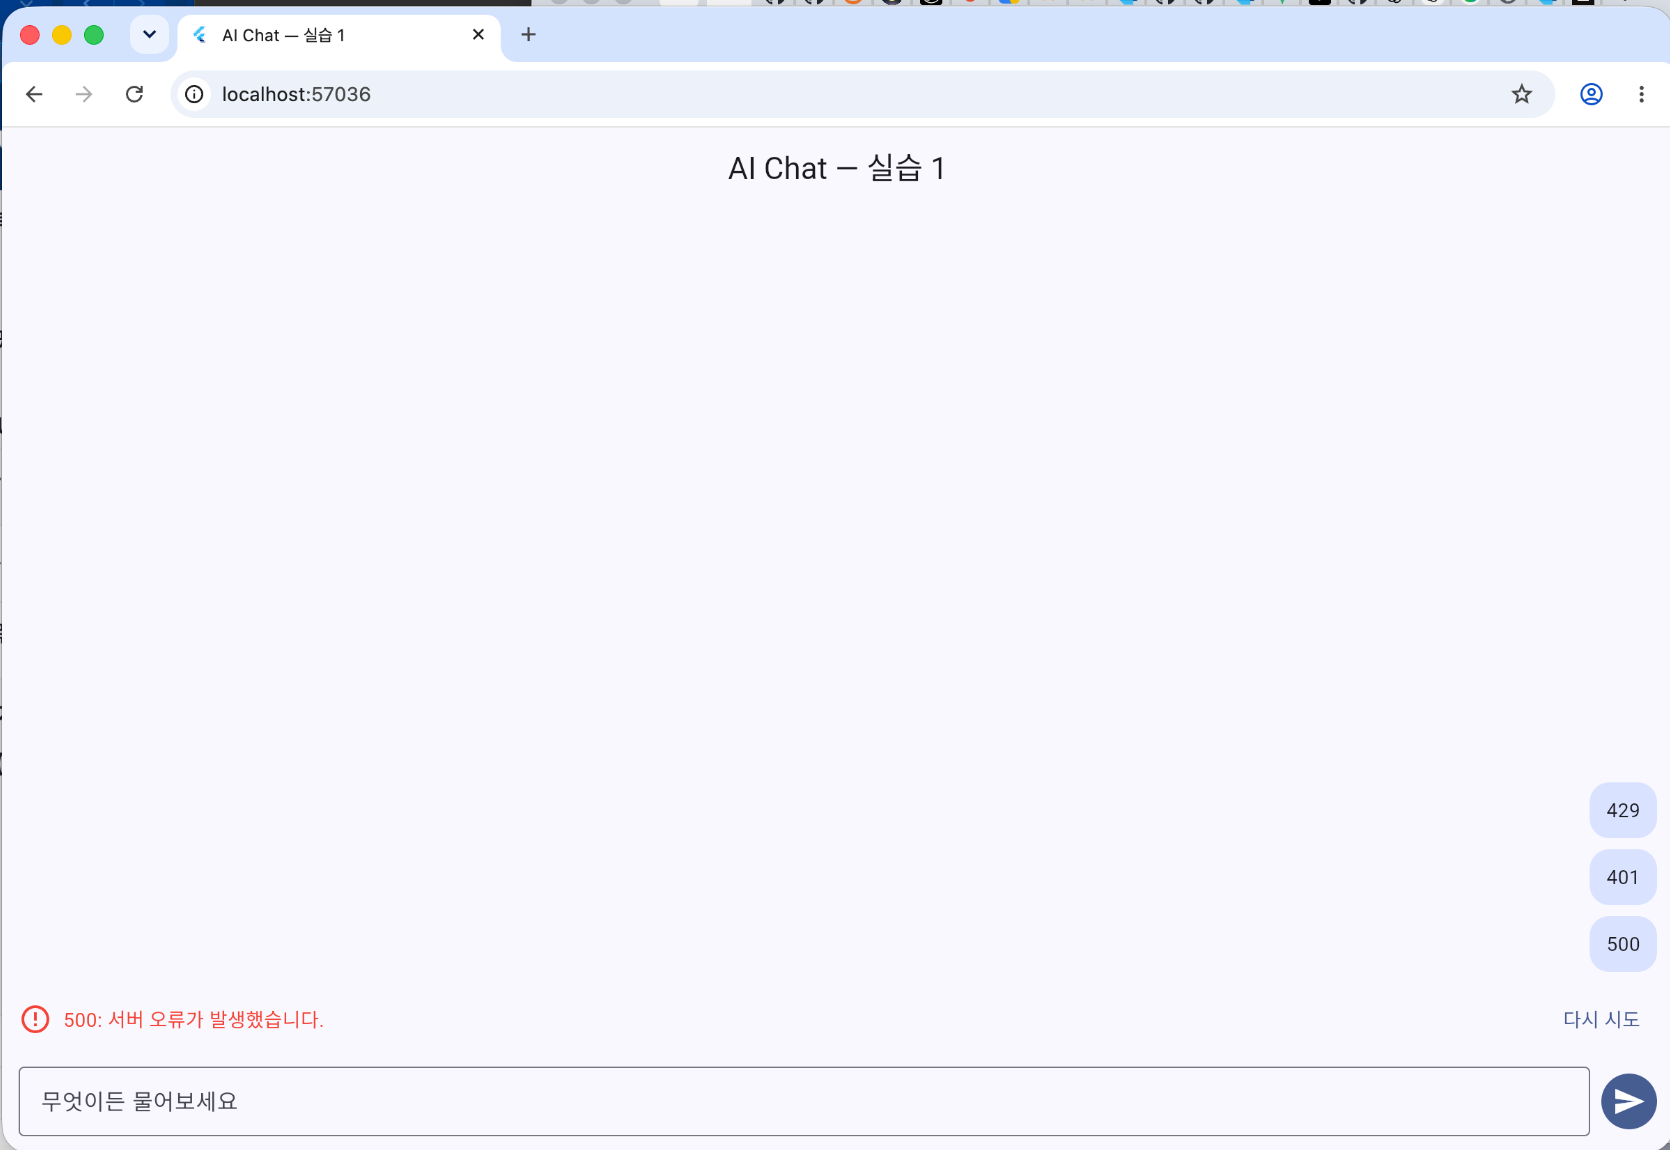 AI Chat — 실습 1
localhost:57036
AI Chat — 실습 1
429
401
500
500: 서버 오류가 발생했습니다.
다시 시도
무엇이든 물어보세요